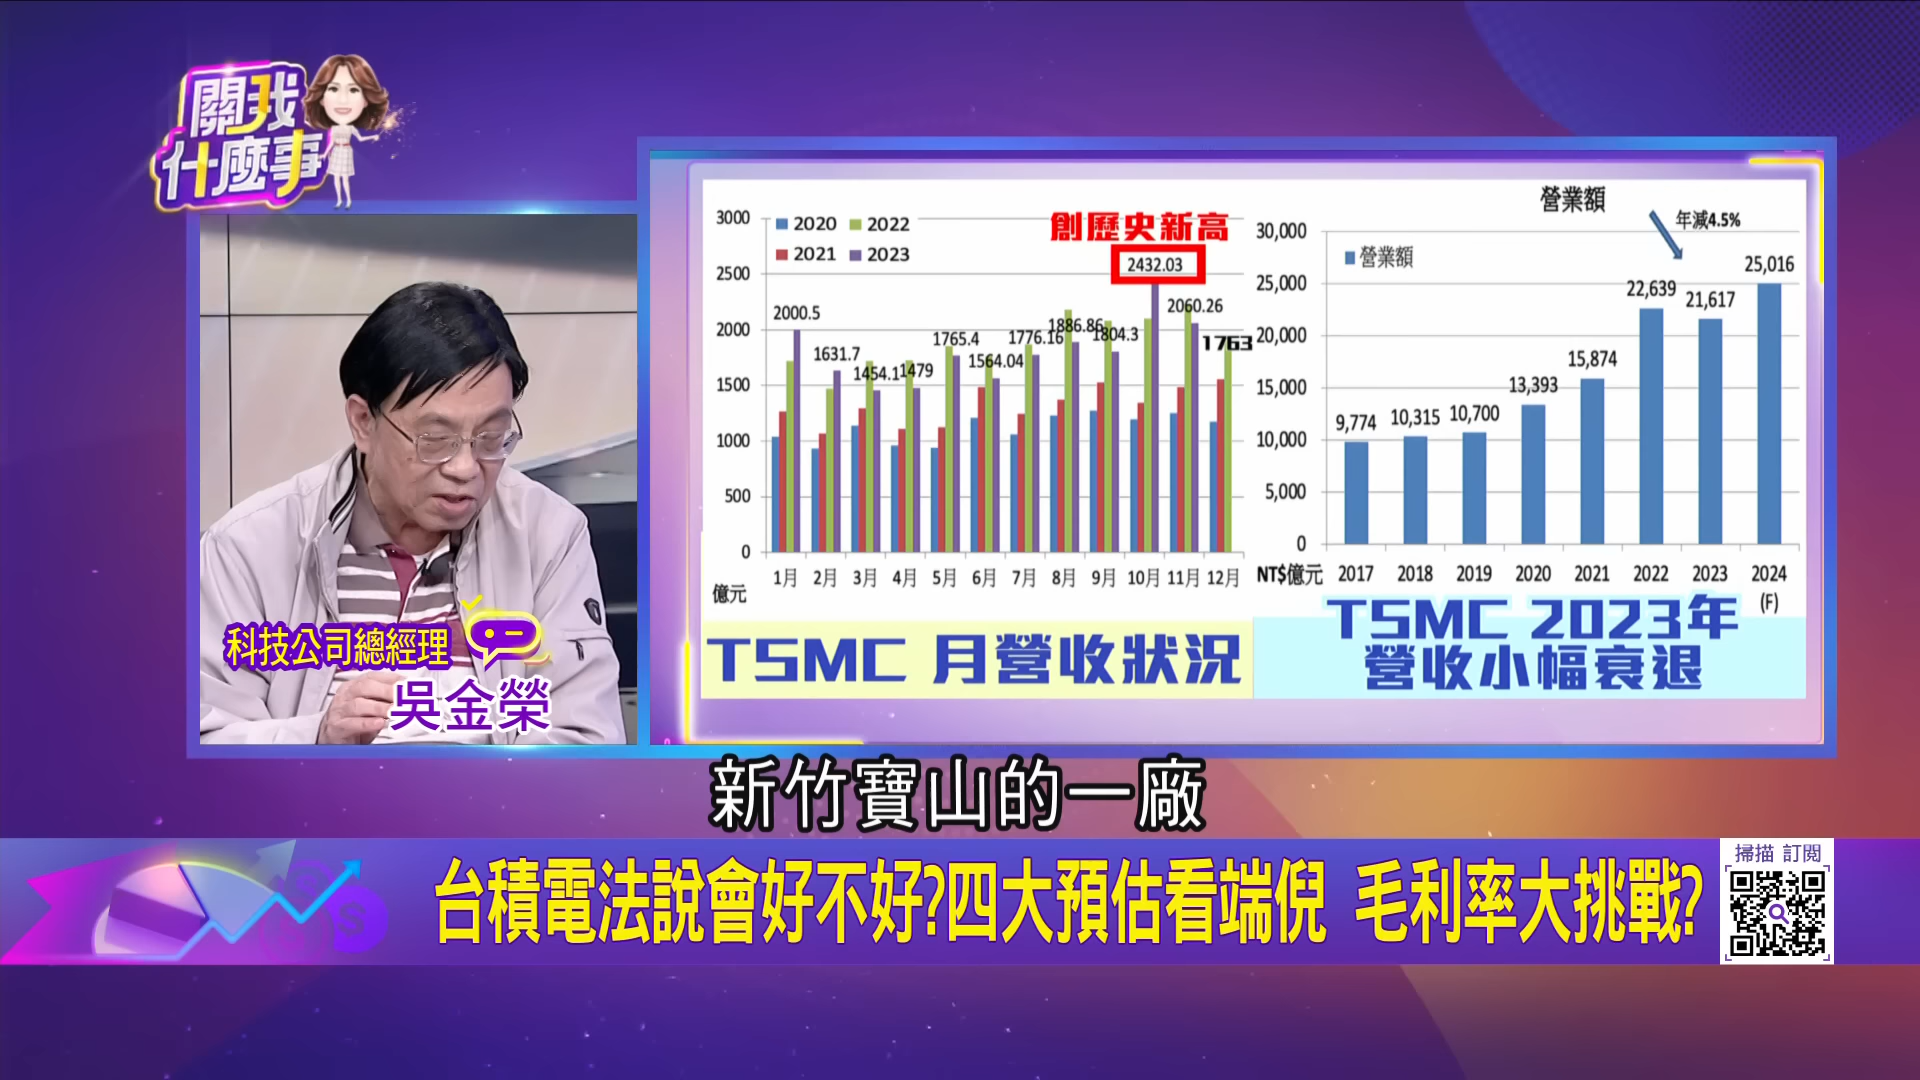 關我
什麼事
3000
2500
2000
1500
1000
500
0
億元
2020
2022
2021
2023
創歷史新高
2432.03
2000.5
1631.7
1454.1
1479
1765.4
1564.04
1776.16
1886.86
1804.3
2060.26
1763
1月 2月 3月 4月 5月 6月 7月 8月 9月 10月 11月 12月
TSMC 月營收狀況
營業額
年減4.5%
營業額
30,000
25,000
20,000
15,000
10,000
5,000
0
9,774
10,315
10,700
13,393
15,874
22,639
21,617
25,016
NT$億元 2017 2018 2019 2020 2021 2022 2023 2024
(F)
TSMC 2023年
營收小幅衰退
科技公司總經理
吳金榮
新竹寶山的一廠
台積電法說會好不好?四大預估看端倪 毛利率大挑戰?
掃描 訂閱